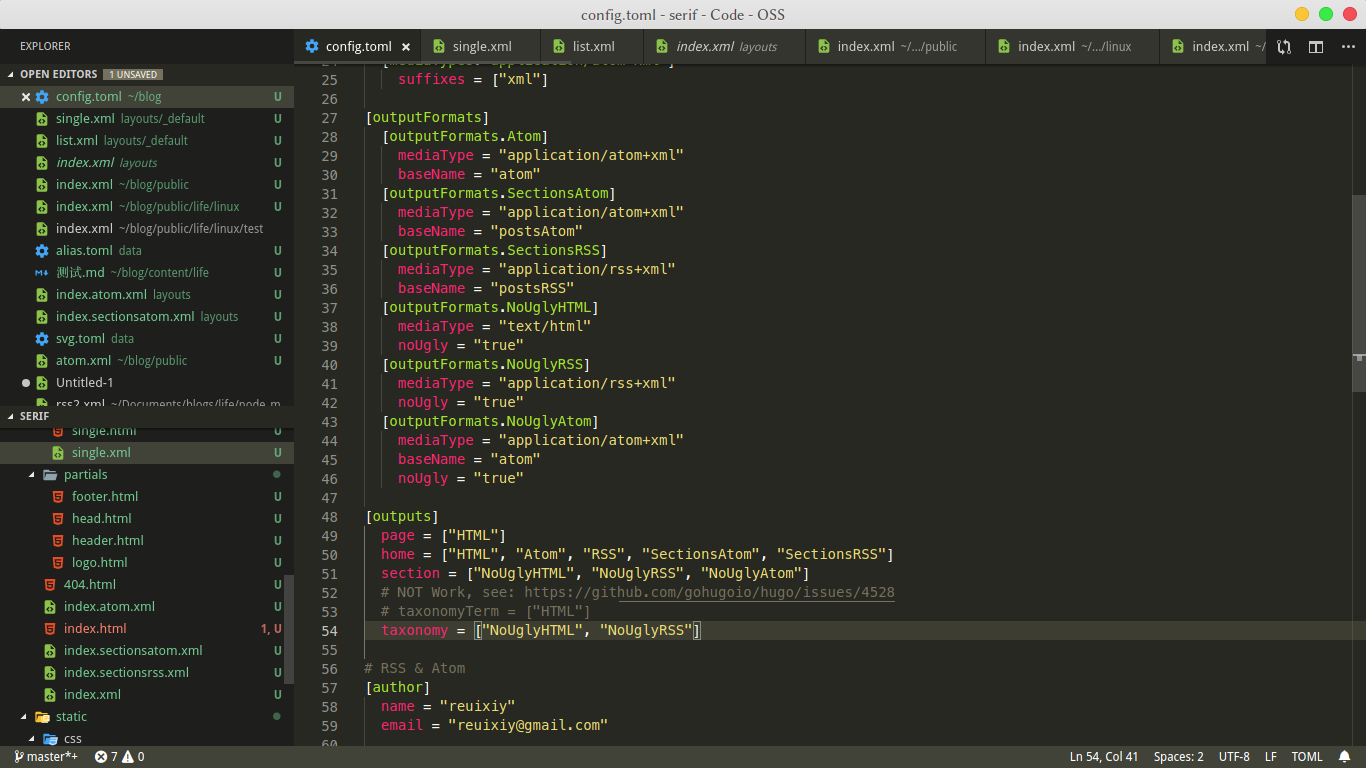 config.toml - serif - Code - OSS
EXPLORER
config.toml ×
single.xml
list.xml
index.xml layouts
index.xml ~/.../public
index.xml ~/.../linux
index.xml ~/
OPEN EDITORS 1 UNSAVED
config.toml ~/blog U
single.xml layouts/_default U
list.xml layouts/_default U
index.xml layouts U
index.xml ~/blog/public U
index.xml ~/blog/public/life/linux U
index.xml ~/blog/public/life/linux/test
alias.toml data U
测试.md ~/blog/content/life U
index.atom.xml layouts U
index.sectionsatom.xml layouts U
svg.toml data U
atom.xml ~/blog/public U
Untitled-1
rss2.xml ~/Documents/blogs/life/node_m
SERIF
single.html U
single.xml U
partials
footer.html U
head.html U
header.html U
logo.html U
404.html U
index.atom.xml U
index.html 1, U
index.sectionsatom.xml U
index.sectionsrss.xml U
index.xml U
static
css
24 [mediaTypes."application/atom+xml"]
25 suffixes = ["xml"]
26
27 [outputFormats]
28 [outputFormats.Atom]
29 mediaType = "application/atom+xml"
30 baseName = "atom"
31 [outputFormats.SectionsAtom]
32 mediaType = "application/atom+xml"
33 baseName = "postsAtom"
34 [outputFormats.SectionsRSS]
35 mediaType = "application/rss+xml"
36 baseName = "postsRSS"
37 [outputFormats.NoUglyHTML]
38 mediaType = "text/html"
39 noUgly = "true"
40 [outputFormats.NoUglyRSS]
41 mediaType = "application/rss+xml"
42 noUgly = "true"
43 [outputFormats.NoUglyAtom]
44 mediaType = "application/atom+xml"
45 baseName = "atom"
46 noUgly = "true"
47
48 [outputs]
49 page = ["HTML"]
50 home = ["HTML", "Atom", "RSS", "SectionsAtom", "SectionsRSS"]
51 section = ["NoUglyHTML", "NoUglyRSS", "NoUglyAtom"]
52 # NOT Work, see: https://github.com/gohugoio/hugo/issues/4528
53 # taxonomyTerm = ["HTML"]
54 taxonomy = ["NoUglyHTML", "NoUglyRSS"]
55
56 # RSS & Atom
57 [author]
58 name = "reuixiy"
59 email = "reuixiy@gmail.com"
60
master*+ 7 0
Ln 54, Col 41 Spaces: 2 UTF-8 LF TOML